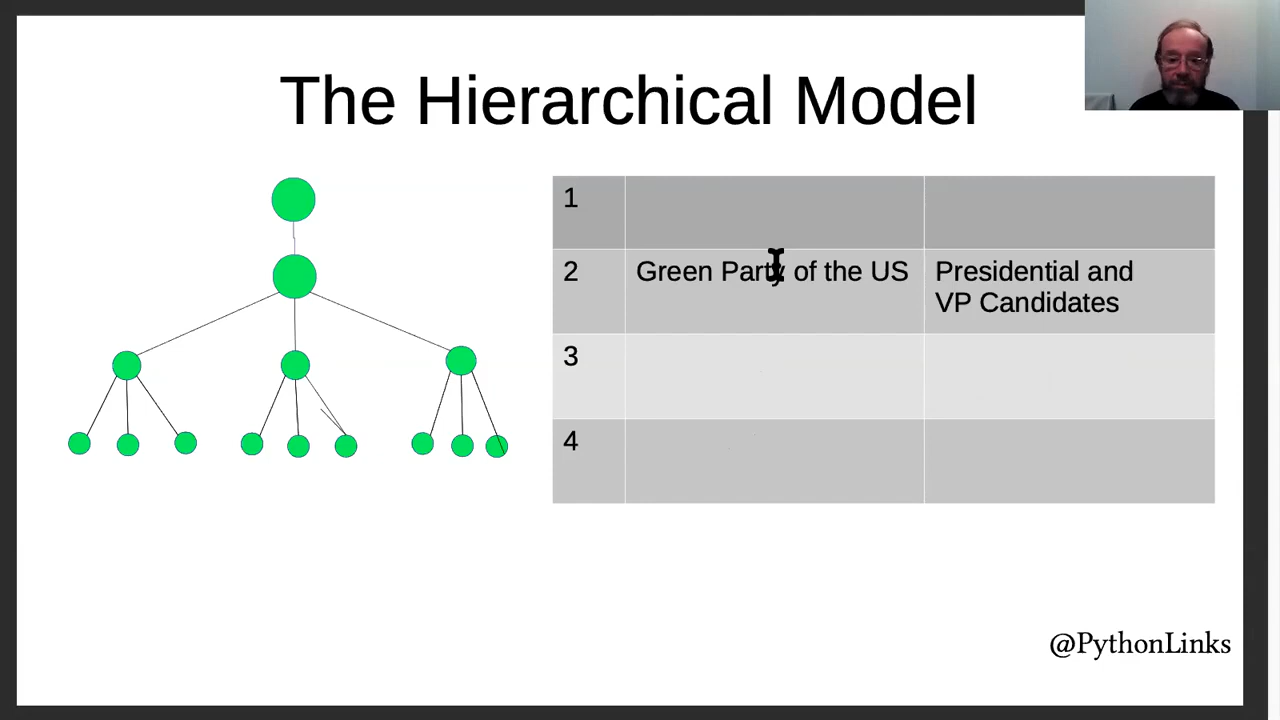 The Hierarchical Model
1
2
Green Party of the US
Presidential and
VP Candidates
3
4
@PythonLinks